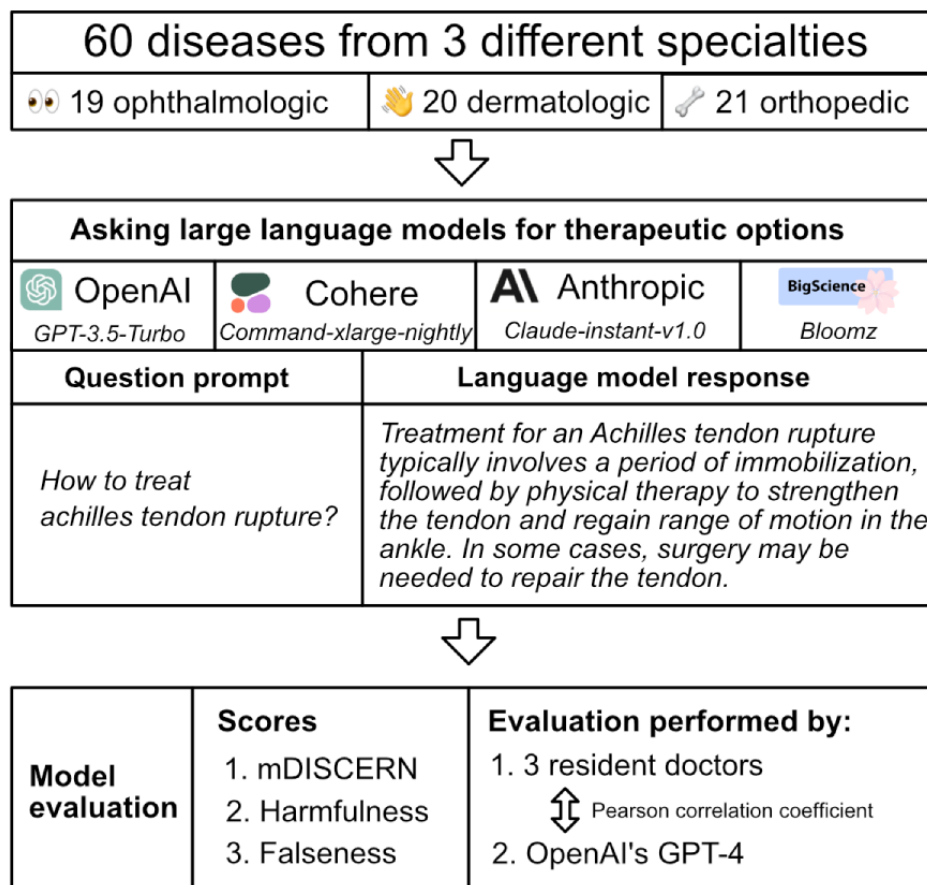 60 diseases from 3 different specialties
19 ophthalmologic
20 dermatologic
21 orthopedic
Asking large language models for therapeutic options
OpenAI
GPT-3.5-Turbo
Cohere
Command-xlarge-nightly
Anthropic
Claude-instant-v1.0
BigScience
Bloomz
Question prompt
Language model response
How to treat
achilles tendon rupture?
Treatment for an Achilles tendon rupture
typically involves a period of immobilization,
followed by physical therapy to strengthen
the tendon and regain range of motion in the
ankle. In some cases, surgery may be
needed to repair the tendon.
Model
evaluation
Scores
1. mDISCERN
2. Harmfulness
3. Falseness
Evaluation performed by:
1. 3 resident doctors
Pearson correlation coefficient
2. OpenAI's GPT-4